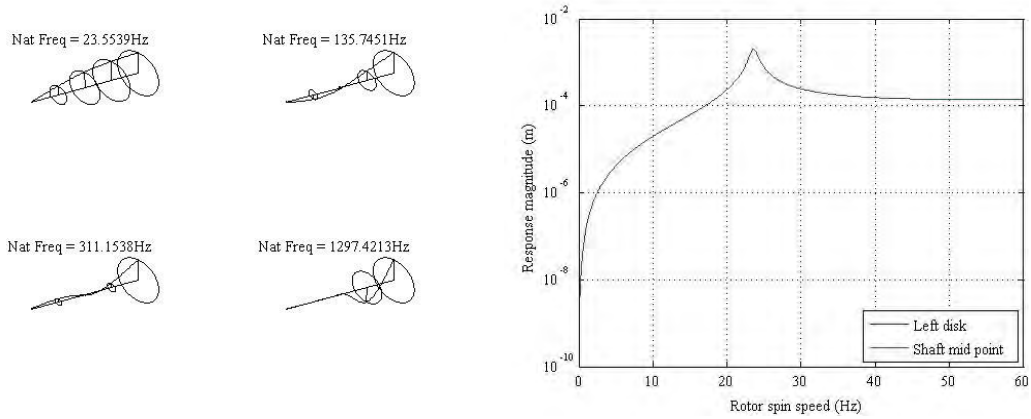 Nat Freq = 23.5539Hz
Nat Freq = 135.7451Hz
Nat Freq = 311.1538Hz
Nat Freq = 1297.4213Hz
Response magnitude (m)
10^-2
10^-4
10^-6
10^-8
10^-10
0
10
20
30
40
50
60
Rotor spin speed (Hz)
Left disk
Shaft mid point